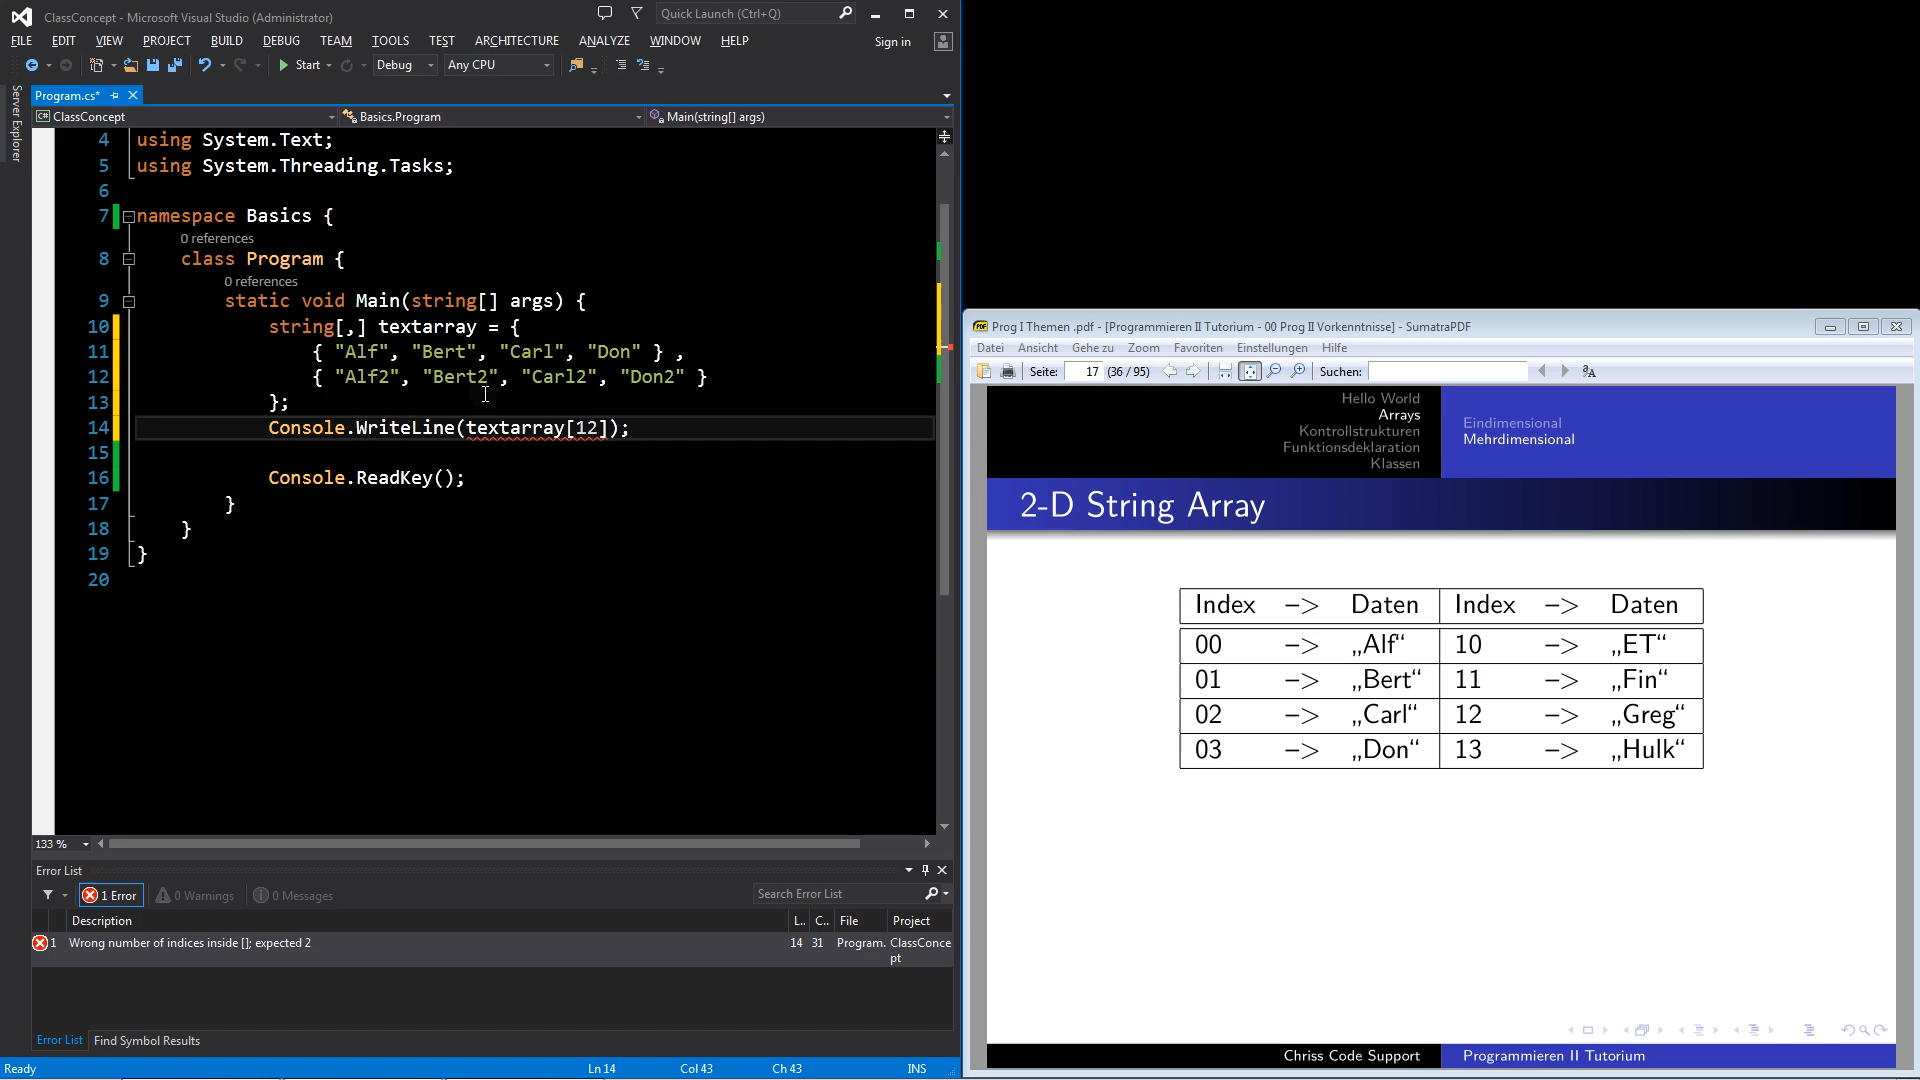 ClassConcept - Microsoft Visual Studio (Administrator)
Quick Launch (Ctrl+Q)
FILE EDIT VIEW PROJECT BUILD DEBUG TEAM TOOLS TEST ARCHITECTURE ANALYZE WINDOW HELP
Sign in
Start Debug Any CPU
Server Explorer
Program.cs*
ClassConcept Basics.Program Main(string[] args)
4 using System.Text;
5 using System.Threading.Tasks;
6
7 namespace Basics {
0 references
8 class Program {
0 references
9 static void Main(string[] args) {
10 string[,] textarray = {
11 { "Alf", "Bert", "Carl", "Don" } ,
12 { "Alf2", "Bert2", "Carl2", "Don2" }
13 };
14 Console.WriteLine(textarray[12]);
15
16 Console.ReadKey();
17 }
18 }
19 }
20
133 %
Error List
1 Error 0 Warnings 0 Messages
Search Error List
Description L.. C.. File Project
1 Wrong number of indices inside []; expected 2 14 31 Program. ClassConce
pt
Error List Find Symbol Results
Ready Ln 14 Col 43 Ch 43 INS
Prog I Themen .pdf - [Programmieren II Tutorium - 00 Prog II Vorkenntnisse] - SumatraPDF
Datei Ansicht Gehe zu Zoom Favoriten Einstellungen Hilfe
Seite: 17 (36 / 95) Suchen:
Hello World
Arrays
Kontrollstrukturen
Funktionsdeklaration
Klassen
Eindimensional
Mehrdimensional
2-D String Array
Index –> Daten Index –> Daten
00 –> „Alf“ 10 –> „ET“
01 –> „Bert“ 11 –> „Fin“
02 –> „Carl“ 12 –> „Greg“
03 –> „Don“ 13 –> „Hulk“
Chriss Code Support Programmieren II Tutorium